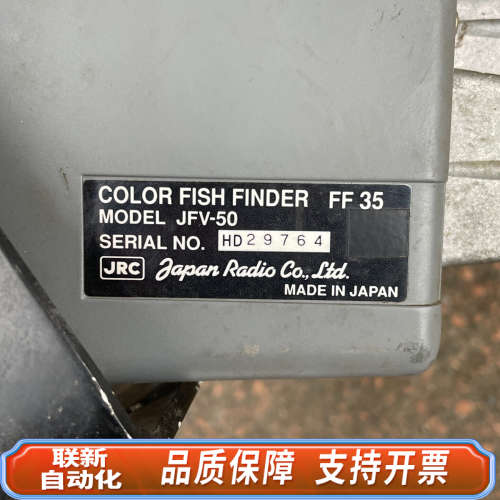 COLOR FISH FINDER FF 35
MODEL JFV-50
SERIAL NO. HD29764
JRC Japan Radio Co., Ltd.
MADE IN JAPAN
联新
自动化
品质保障 支持开票